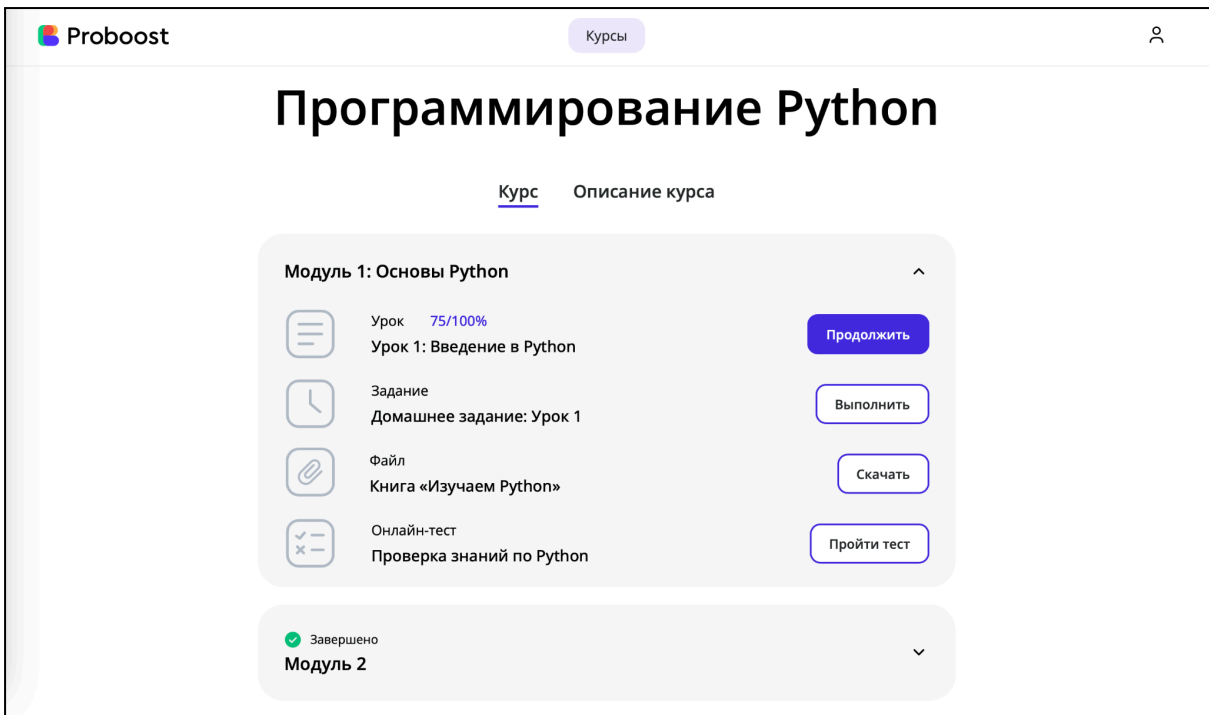 Proboost
Курсы
Программирование Python
Курс Описание курса
Модуль 1: Основы Python
Урок 75/100%
Урок 1: Введение в Python
Продолжить
Задание
Домашнее задание: Урок 1
Выполнить
Файл
Книга «Изучаем Python»
Скачать
Онлайн-тест
Проверка знаний по Python
Пройти тест
Завершено
Модуль 2